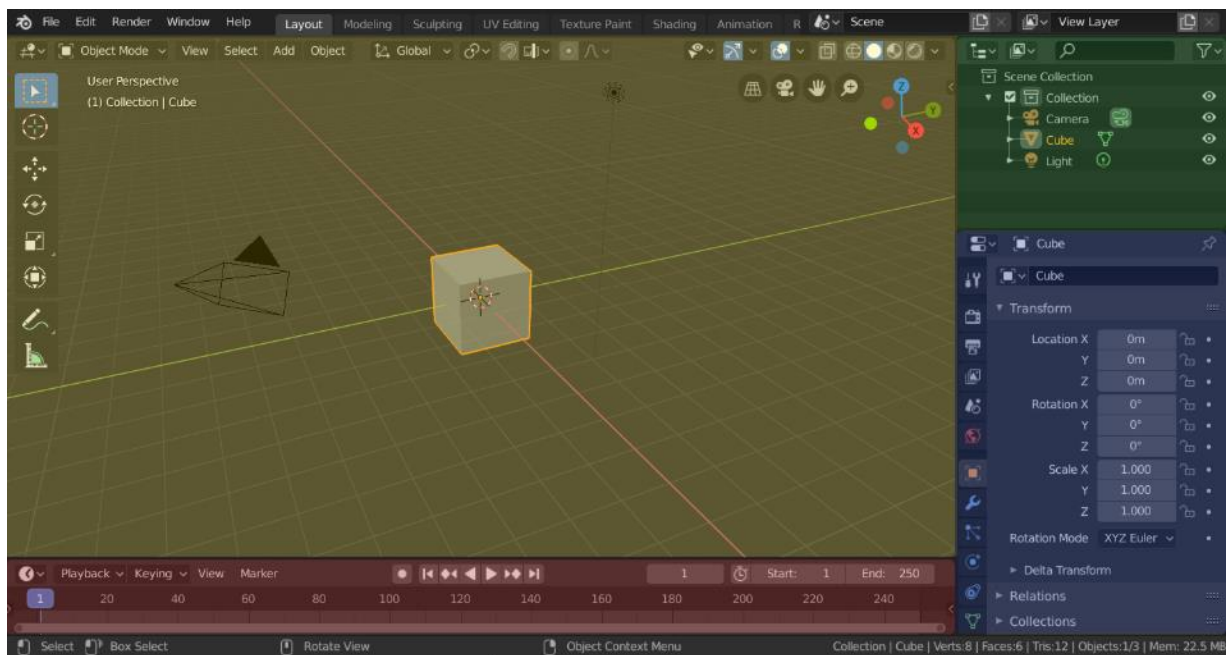 File Edit Render Window Help Layout Modeling Sculpting UV Editing Texture Paint Shading Animation R Scene View Layer
Object Mode View Select Add Object Global
User Perspective
(1) Collection | Cube
Z
Y
X
Scene Collection
Collection
Camera
Cube
Light
Cube
Cube
Transform
Location X 0m
Y 0m
Z 0m
Rotation X 0°
Y 0°
Z 0°
Scale X 1.000
Y 1.000
Z 1.000
Rotation Mode XYZ Euler
Delta Transform
Relations
Collections
Playback Keying View Marker 1 Start: 1 End: 250
1 20 40 60 80 100 120 140 160 180 200 220 240
Select Box Select Rotate View Object Context Menu Collection | Cube | Verts:8 | Faces:6 | Tris:12 | Objects:1/3 | Mem: 22.5 MB